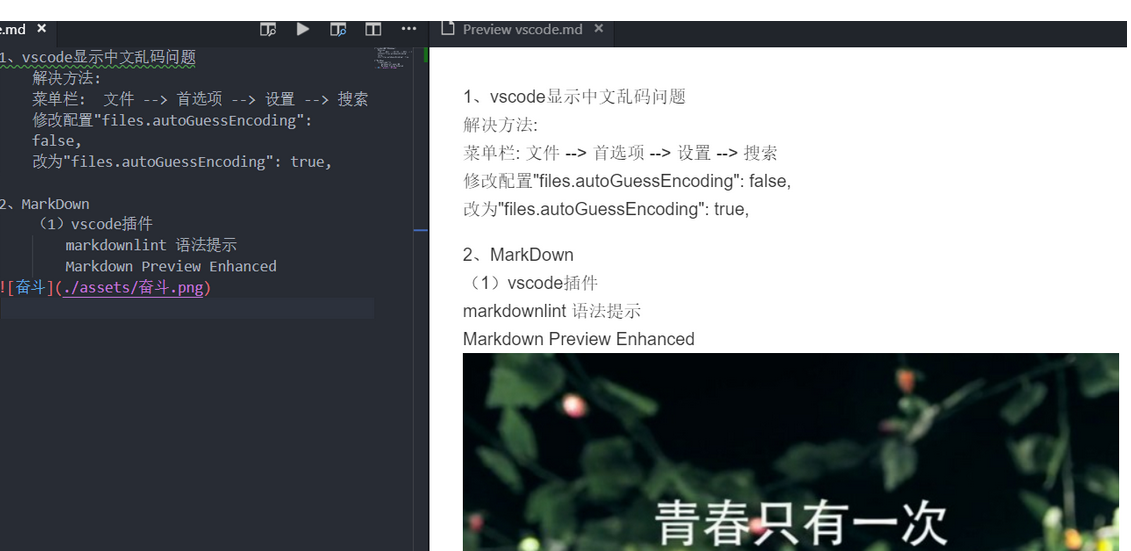 .md ×
Preview vscode.md ×
1、vscode显示中文乱码问题
解决方法:
菜单栏: 文件 --> 首选项 --> 设置 --> 搜索
修改配置"files.autoGuessEncoding":
false,
改为"files.autoGuessEncoding": true,
2、MarkDown
（1）vscode插件
markdownlint 语法提示
Markdown Preview Enhanced
![奋斗](./assets/奋斗.png)
1、vscode显示中文乱码问题
解决方法:
菜单栏: 文件 --> 首选项 --> 设置 --> 搜索
修改配置"files.autoGuessEncoding": false,
改为"files.autoGuessEncoding": true,
2、MarkDown
（1）vscode插件
markdownlint 语法提示
Markdown Preview Enhanced
青春只有一次